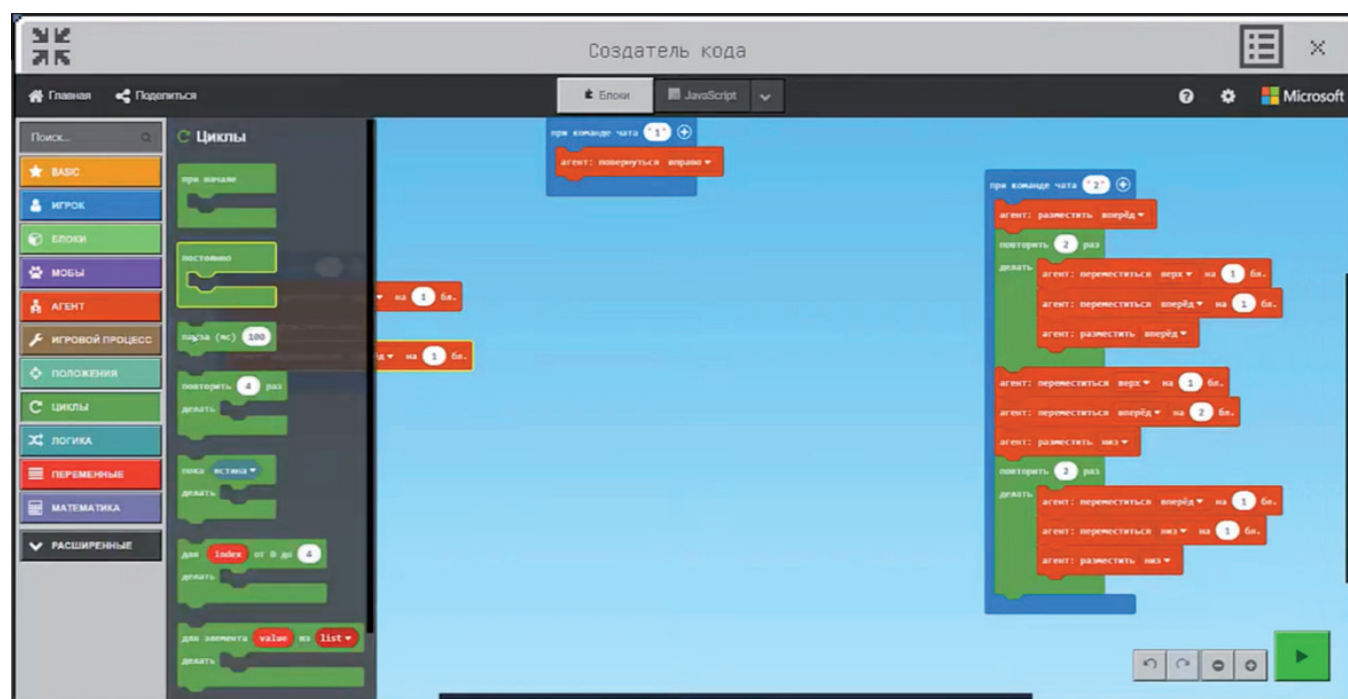 Создатель кода
Главная
Поделиться
Блоки
JavaScript
Microsoft
Поиск...
BASIC
ИГРОК
БЛОКИ
МОБЫ
АГЕНТ
ИГРОВОЙ ПРОЦЕСС
ПОЛОЖЕНИЯ
ЦИКЛЫ
ЛОГИКА
ПЕРЕМЕННЫЕ
МАТЕМАТИКА
РАСШИРЕННЫЕ
Циклы
при начале
постоянно
пауза (мс) 100
повторить 4 раз
делать
пока истина
делать
для index от 0 до 4
делать
для элемента value из list
делать
на 1 бл.
на 1 бл.
при команде чата "1"
агент: повернуться вправо
при команде чата "2"
агент: разместить вперёд
повторить 2 раз
делать
агент: переместиться верх на 1 бл.
агент: переместиться вперёд на 1 бл.
агент: разместить вперёд
агент: переместиться верх на 1 бл.
агент: переместиться вперёд на 2 бл.
агент: разместить низ
повторить 2 раз
делать
агент: переместиться вперёд на 1 бл.
агент: переместиться низ на 1 бл.
агент: разместить низ